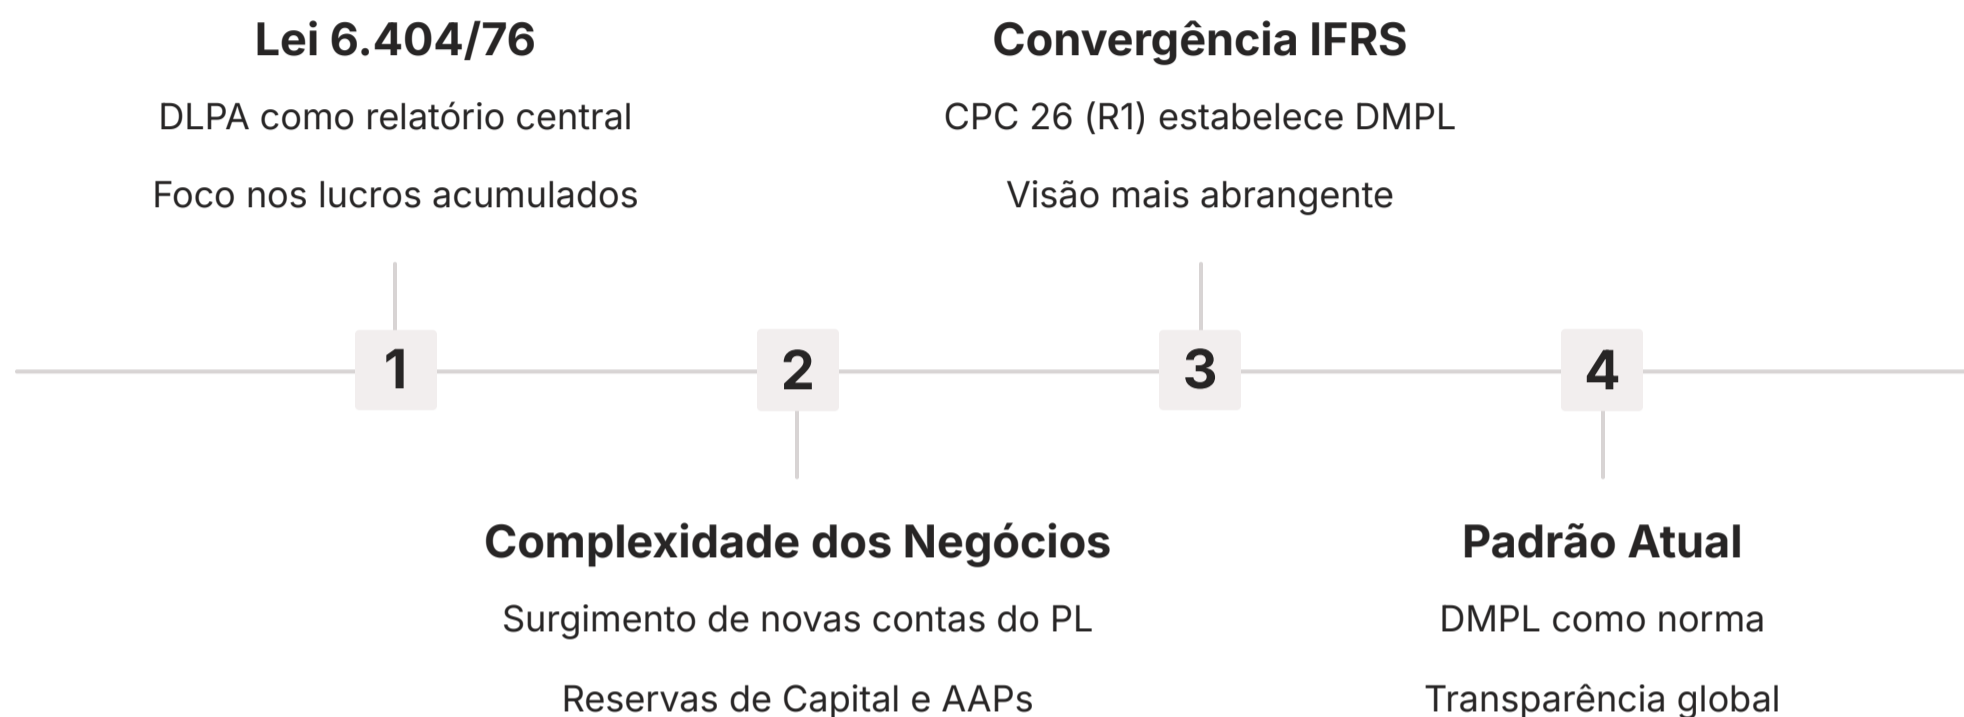 Lei 6.404/76
DLPA como relatório central
Foco nos lucros acumulados
1
Complexidade dos Negócios
Surgimento de novas contas do PL
Reservas de Capital e AAPs
2
Convergência IFRS
CPC 26 (R1) estabelece DMPL
Visão mais abrangente
3
Padrão Atual
DMPL como norma
Transparência global
4